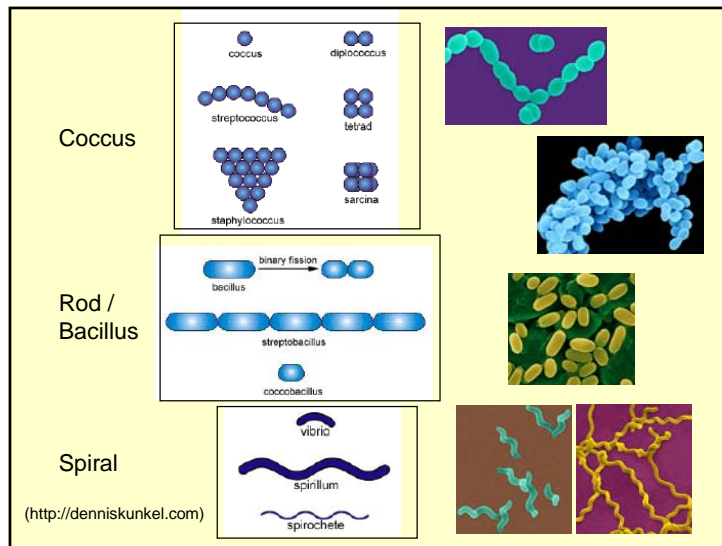 Coccus
coccus
diplococcus
streptococcus
tetrad
staphylococcus
sarcina
Rod /
Bacillus
binary fission
bacillus
streptobacillus
coccobacillus
Spiral
vibrio
spirillum
spirochete
(http://denniskunkel.com)